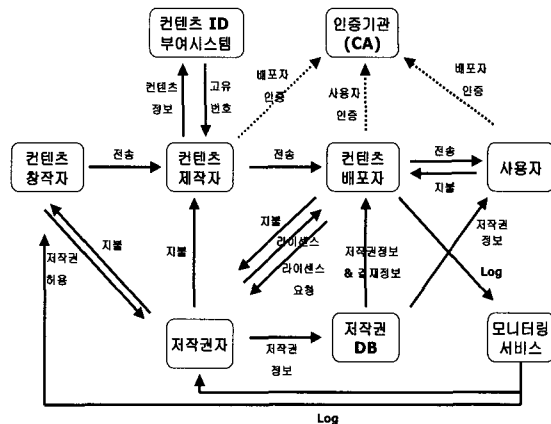 컨텐츠 ID
부여시스템
인증기관
(CA)
컨텐츠
정보
고유
번호
배포자
인증
사용자
인증
배포자
인증
컨텐츠
창작자
전송
컨텐츠
제작자
전송
컨텐츠
배포자
전송
지불
사용자
저작권
허용
지불
지불
지불
라이센스
라이센스
요청
저작권정보
& 결재정보
저작권
정보
Log
저작권자
저작권
정보
저작권
DB
모니터링
서비스
Log